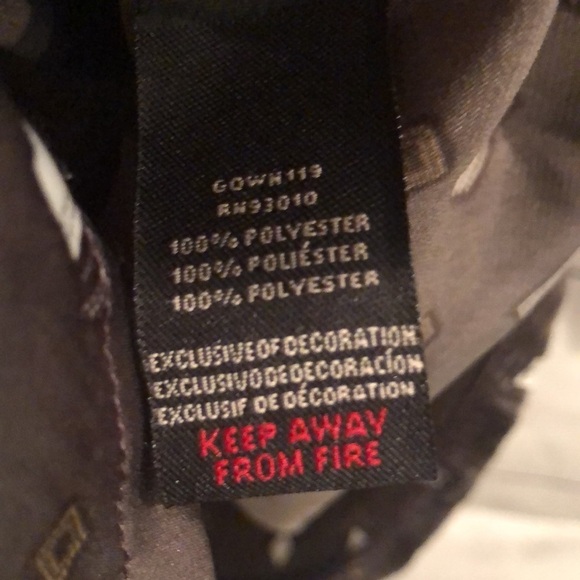 GOWN119
RN93010
100% POLYESTER
100% POLIÉSTER
100% POLYESTER
EXCLUSIVE OF DECORATION
EXCLUSIVO DE DECORACÍON
EXCLUSIF DE DÉCORATION
KEEP AWAY
FROM FIRE